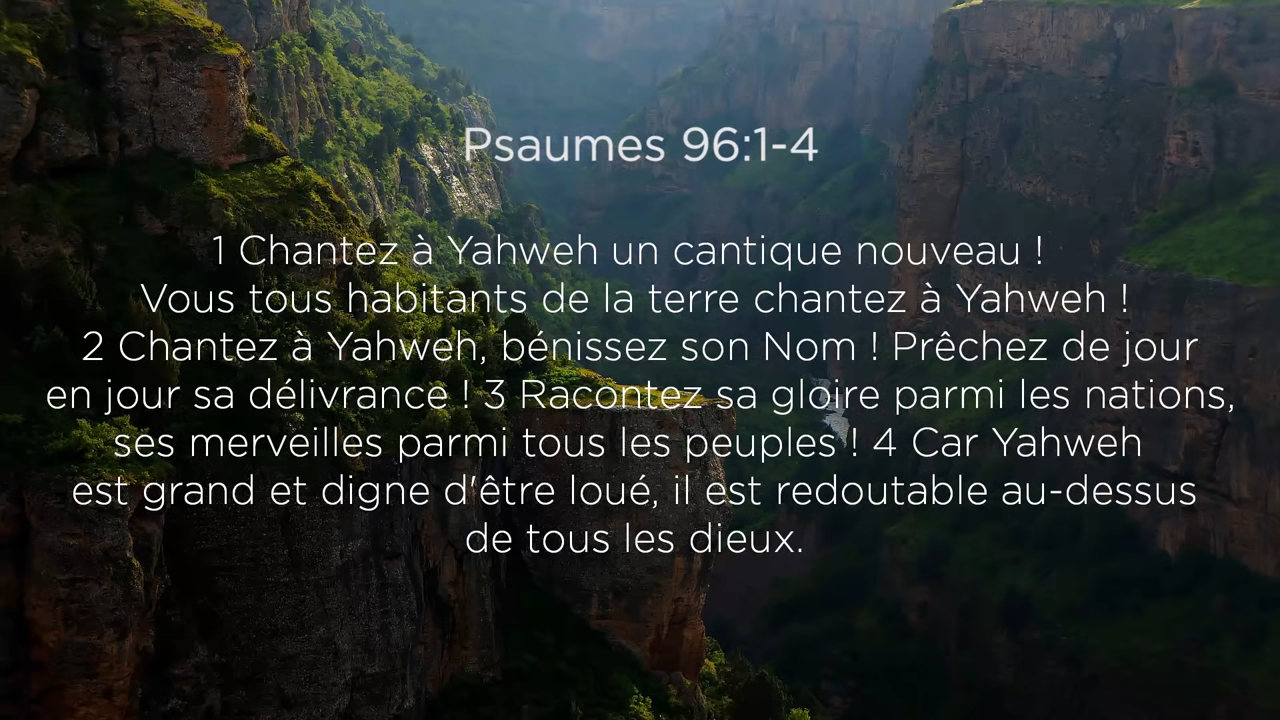 Psaumes 96:1-4
1 Chantez à Yahweh un cantique nouveau !
Vous tous habitants de la terre chantez à Yahweh !
2 Chantez à Yahweh, bénissez son Nom ! Prêchez de jour
en jour sa délivrance ! 3 Racontez sa gloire parmi les nations,
ses merveilles parmi tous les peuples ! 4 Car Yahweh
est grand et digne d'être loué, il est redoutable au-dessus
de tous les dieux.